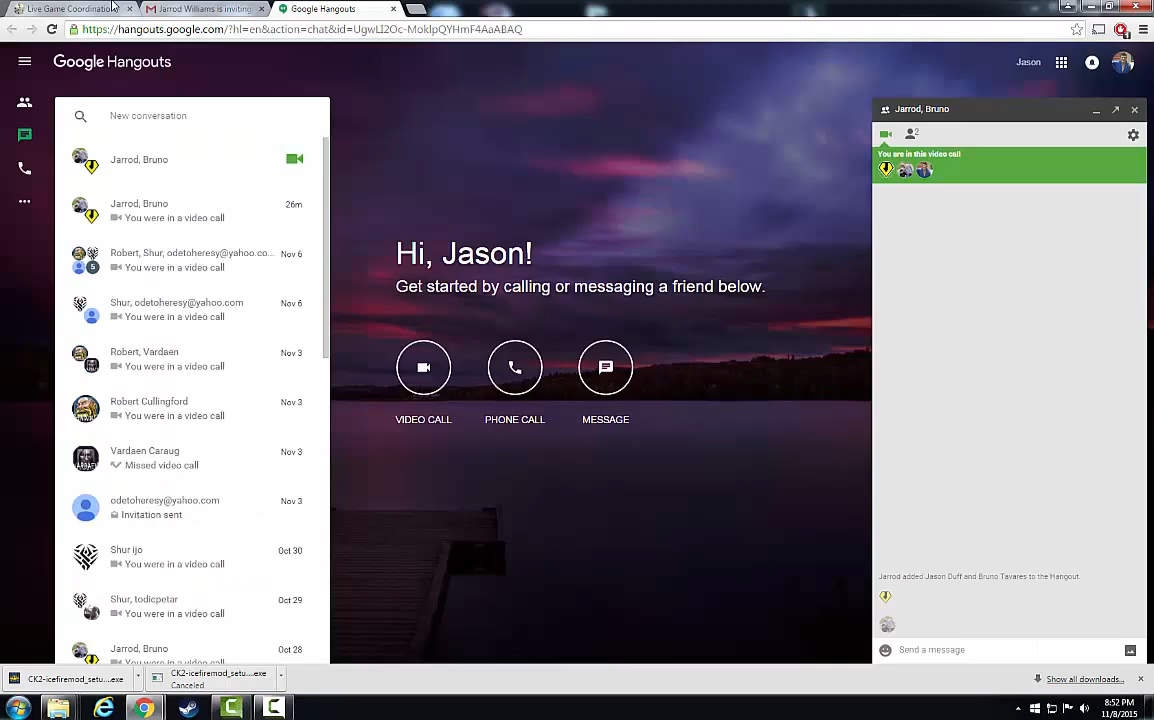 Live Game Coordination
Jarrod Williams is inviting
Google Hangouts
https://hangouts.google.com/?hl=en&action=chat&id=UgwLI2Oc-MokIpQYHmF4AaABAQ
Google Hangouts
Jason
New conversation
Jarrod, Bruno
Jarrod, Bruno
26m
You were in a video call
Robert, Shur, odetoheresy@yahoo.co...
Nov 6
5
You were in a video call
Shur, odetoheresy@yahoo.com
Nov 6
You were in a video call
Robert, Vardaen
Nov 3
You were in a video call
Robert Cullingford
Nov 3
You were in a video call
Vardaen Caraug
Nov 3
Missed video call
odetoheresy@yahoo.com
Nov 3
Invitation sent
Shur ijo
Oct 30
You were in a video call
Shur, todicpetar
Oct 29
You were in a video call
Jarrod, Bruno
Oct 28
You were in a video call
Hi, Jason!
Get started by calling or messaging a friend below.
VIDEO CALL
PHONE CALL
MESSAGE
Jarrod, Bruno
2
You are in this video call
Jarrod added Jason Duff and Bruno Tavares to the Hangout.
Send a message
CK2-icefiremod_setu....exe
CK2-icefiremod_setu....exe
Canceled
Show all downloads...
8:52 PM
11/8/2015